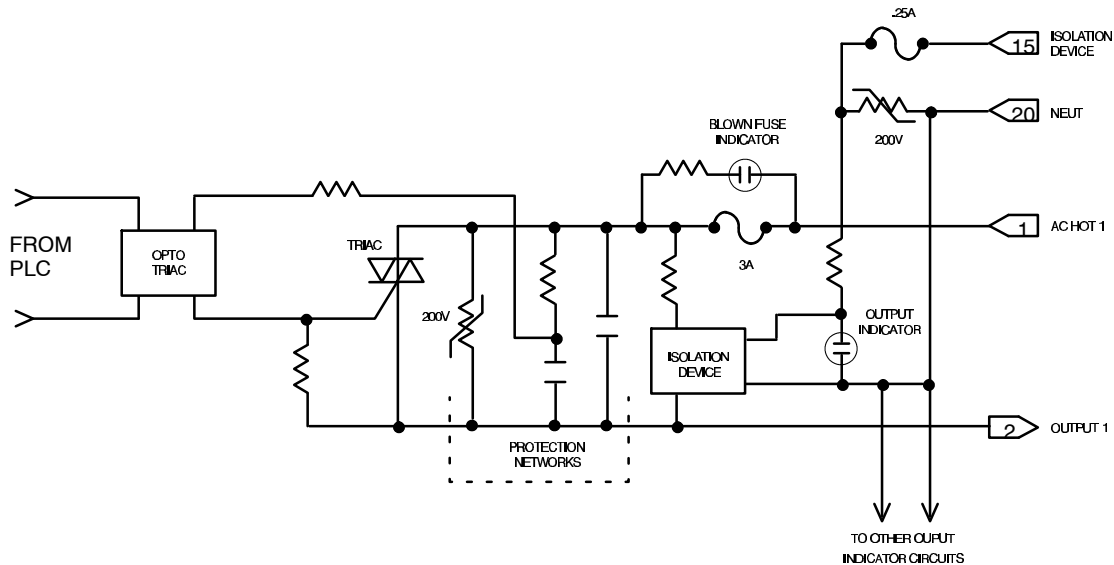 .25A
15
ISOLATION
DEVICE
20
NEUT
200V
BLOWN FUSE
INDICATOR
1
AC HOT 1
3A
FROM
PLC
OPTO
TRIAC
TRIAC
200V
ISOLATION
DEVICE
OUTPUT
INDICATOR
2
OUTPUT 1
PROTECTION
NETWORKS
TO OTHER OUPUT
INDICATOR CIRCUITS